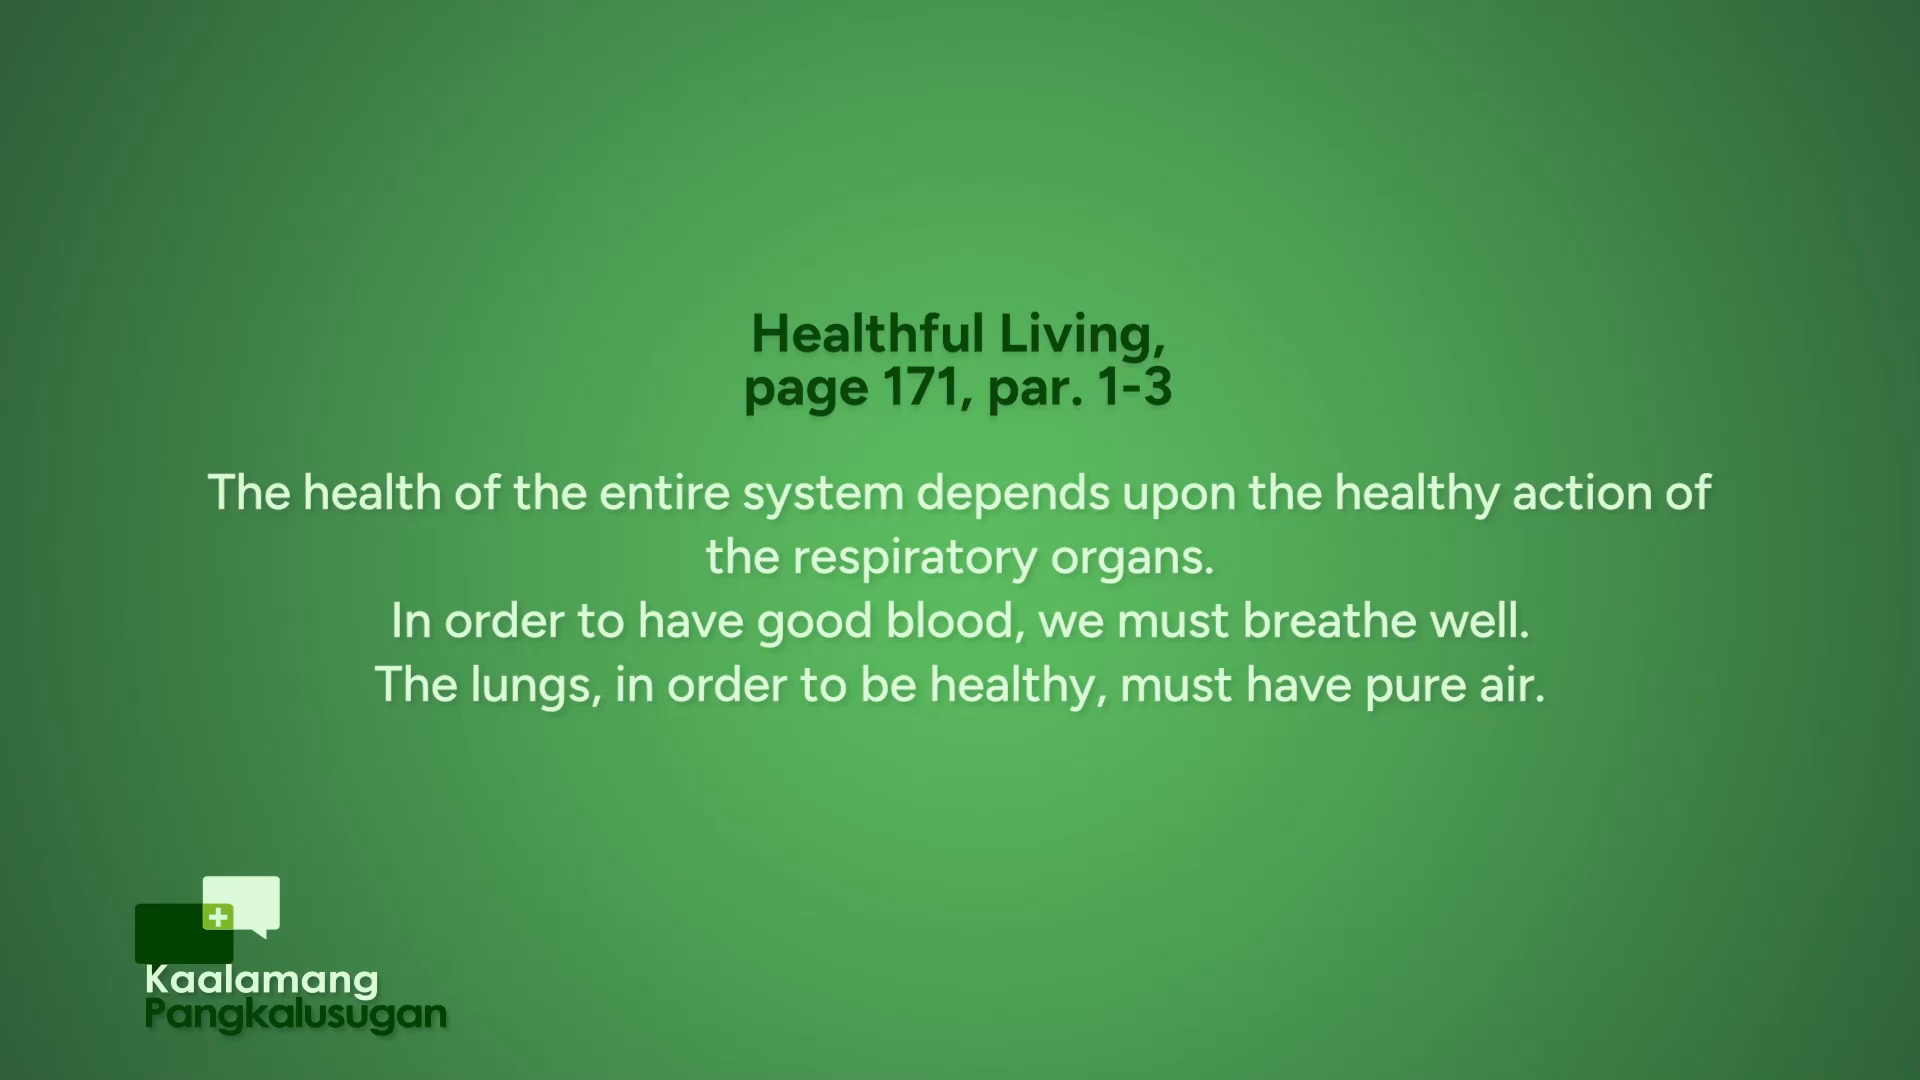 Healthful Living,
page 171, par. 1-3
The health of the entire system depends upon the healthy action of
the respiratory organs.
In order to have good blood, we must breathe well.
The lungs, in order to be healthy, must have pure air.
Kaalamang
Pangkalusugan